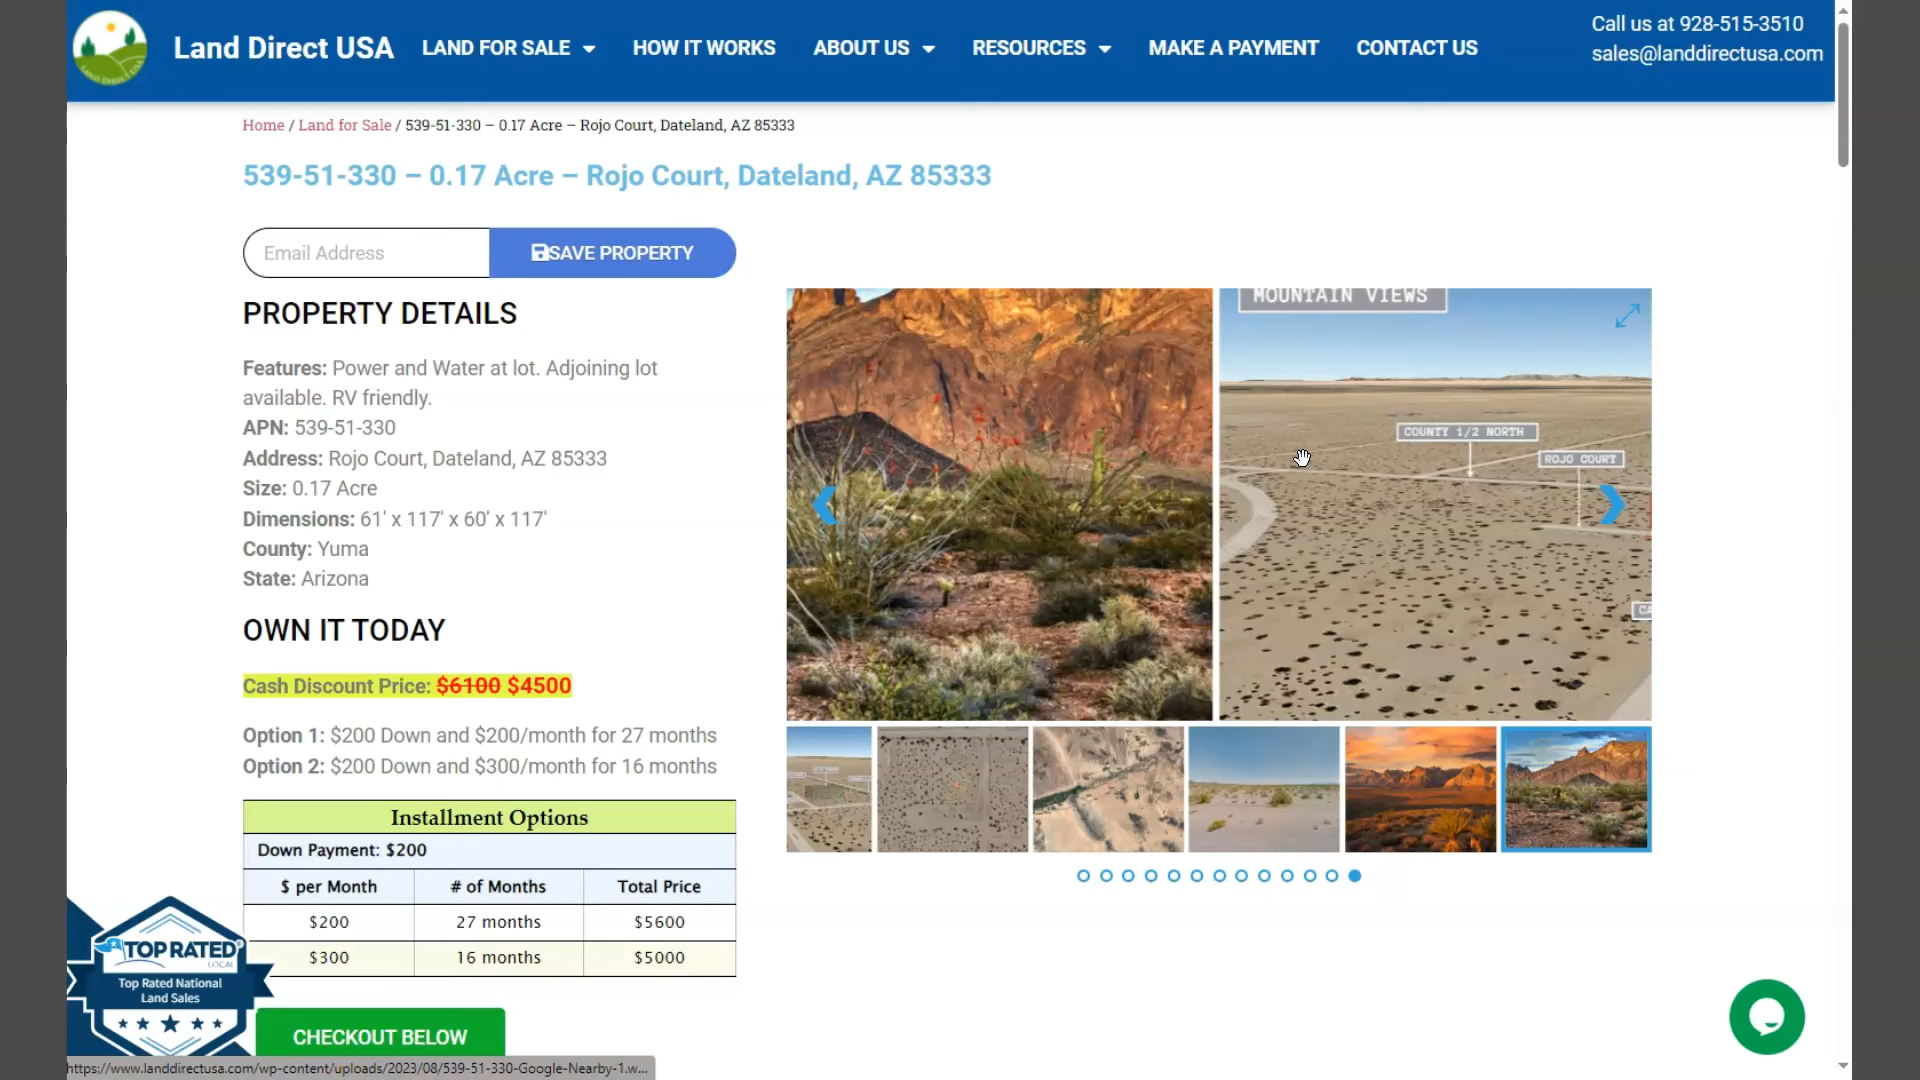 Land Direct USA
LAND FOR SALE
HOW IT WORKS
ABOUT US
RESOURCES
MAKE A PAYMENT
CONTACT US
Call us at 928-515-3510
sales@landdirectusa.com
Home / Land for Sale / 539-51-330 – 0.17 Acre – Rojo Court, Dateland, AZ 85333
539-51-330 – 0.17 Acre – Rojo Court, Dateland, AZ 85333
Email Address
SAVE PROPERTY
PROPERTY DETAILS
Features: Power and Water at lot. Adjoining lot
available. RV friendly.
APN: 539-51-330
Address: Rojo Court, Dateland, AZ 85333
Size: 0.17 Acre
Dimensions: 61' x 117' x 60' x 117'
County: Yuma
State: Arizona
OWN IT TODAY
Cash Discount Price: $6100 $4500
Option 1: $200 Down and $200/month for 27 months
Option 2: $200 Down and $300/month for 16 months
Installment Options
Down Payment: $200
$ per Month # of Months Total Price
$200 27 months $5600
$300 16 months $5000
CHECKOUT BELOW
MOUNTAIN VIEWS
COUNTY 1/2 NORTH
ROJO COURT
CA
LAND DIRECT USA
TOP RATED®
LOCAL
Top Rated National
Land Sales
https://www.landdirectusa.com/wp-content/uploads/2023/08/539-51-330-Google-Nearby-1.w...